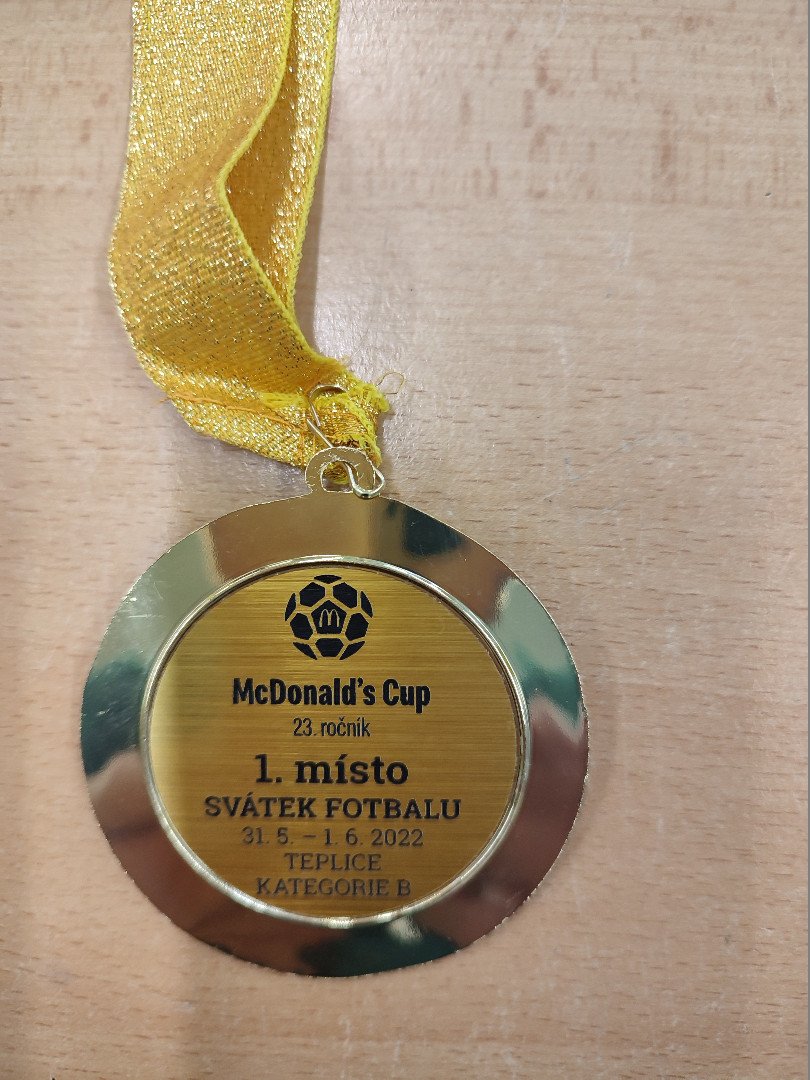 McDonald's Cup
23. ročník
1. místo
SVÁTEK FOTBALU
31. 5. – 1. 6. 2022
TEPLICE
KATEGORIE B